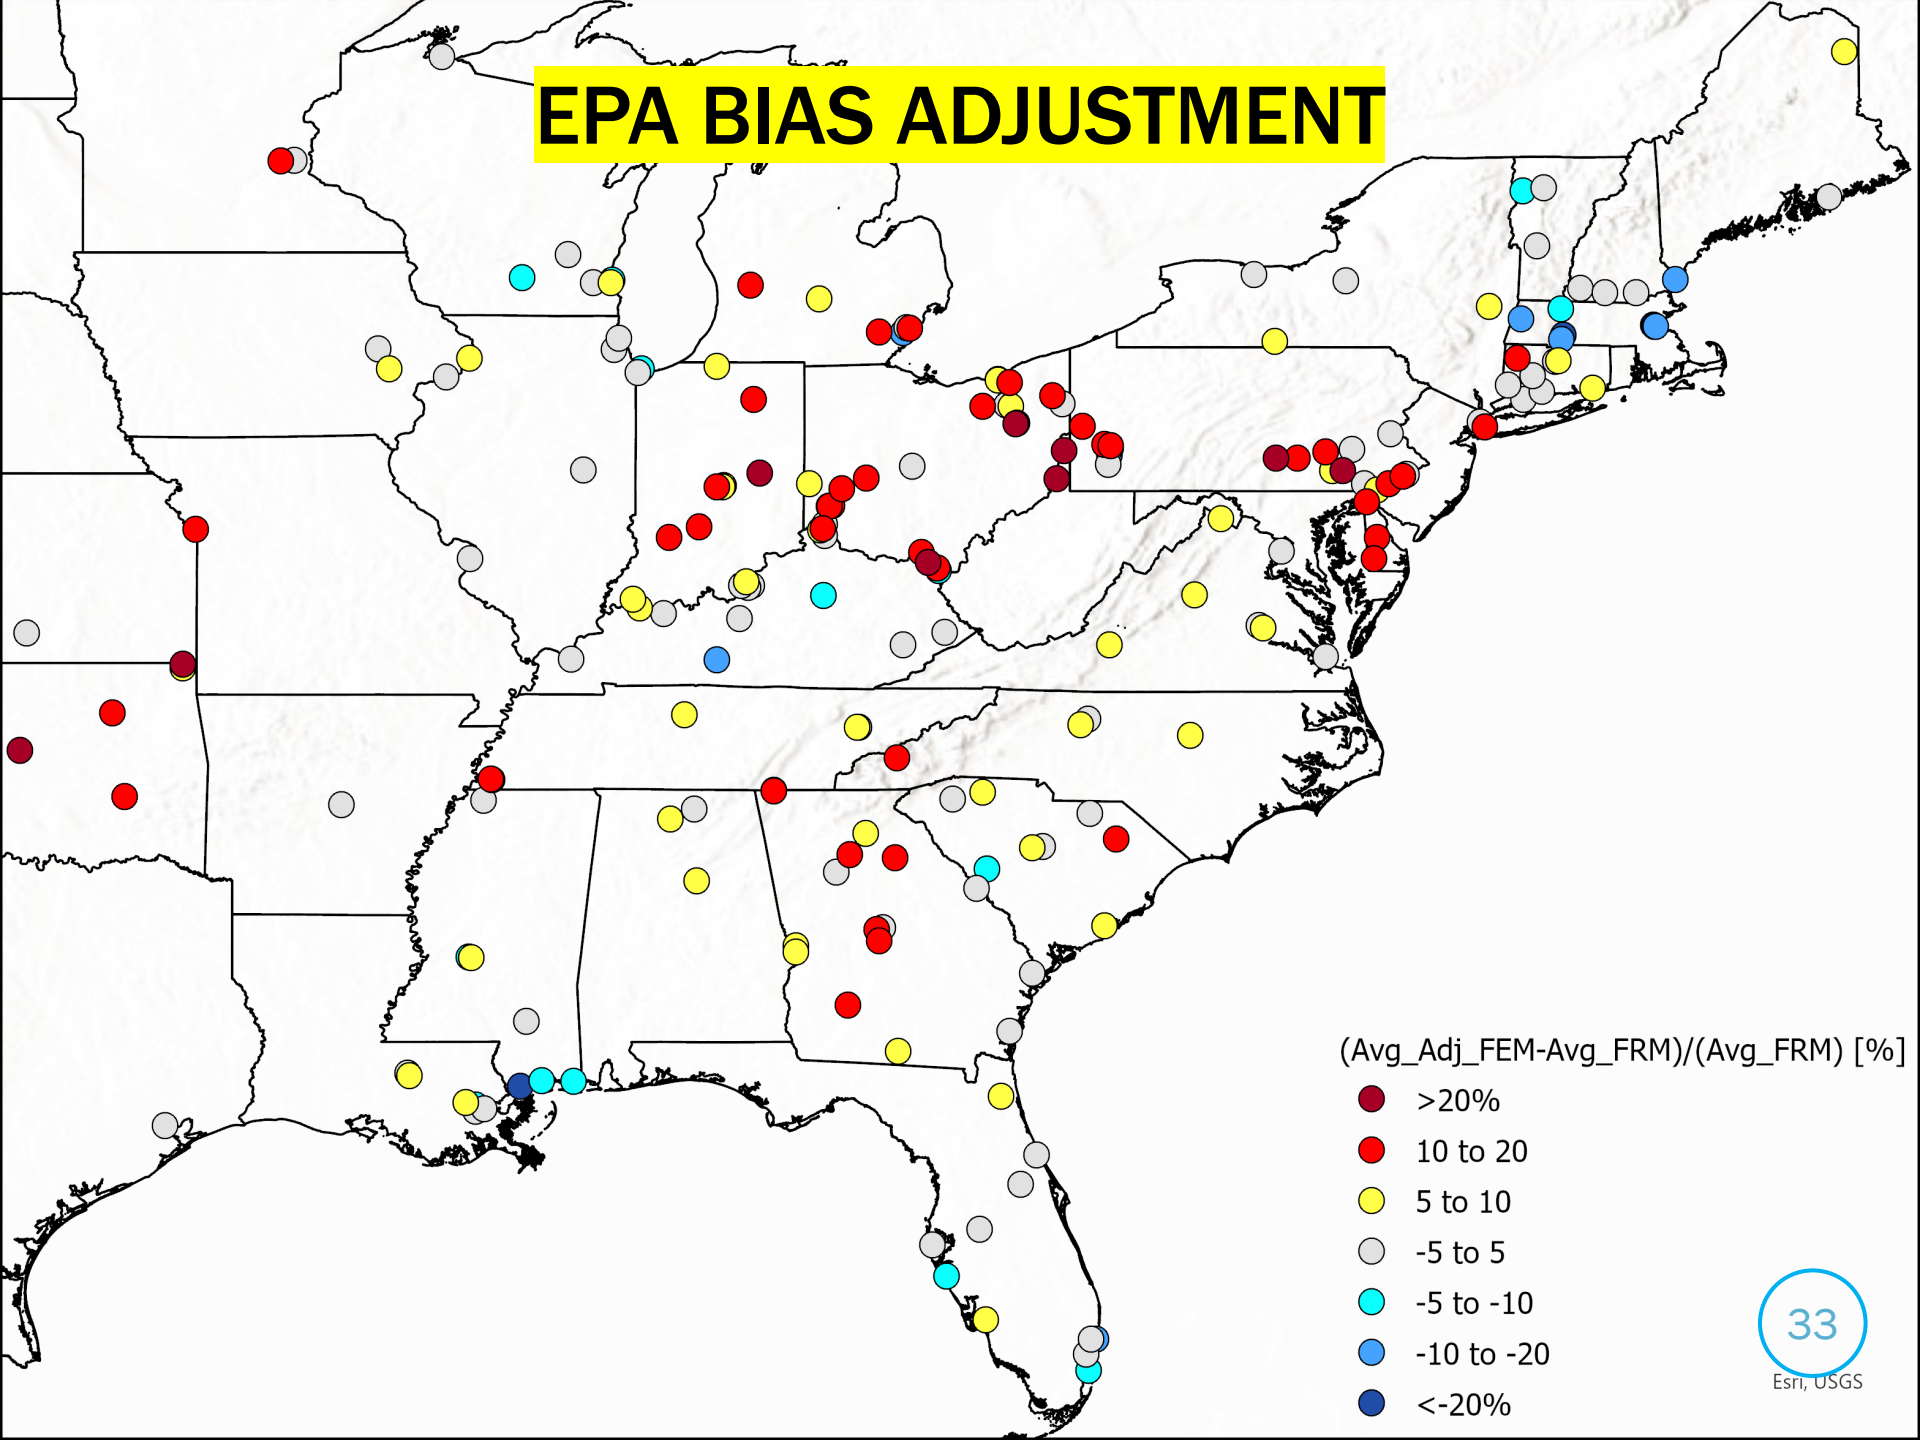 EPA BIAS ADJUSTMENT
(Avg_Adj_FEM-Avg_FRM)/(Avg_FRM) [%]
>20%
10 to 20
5 to 10
-5 to 5
-5 to -10
-10 to -20
<-20%
33
Esri, USGS